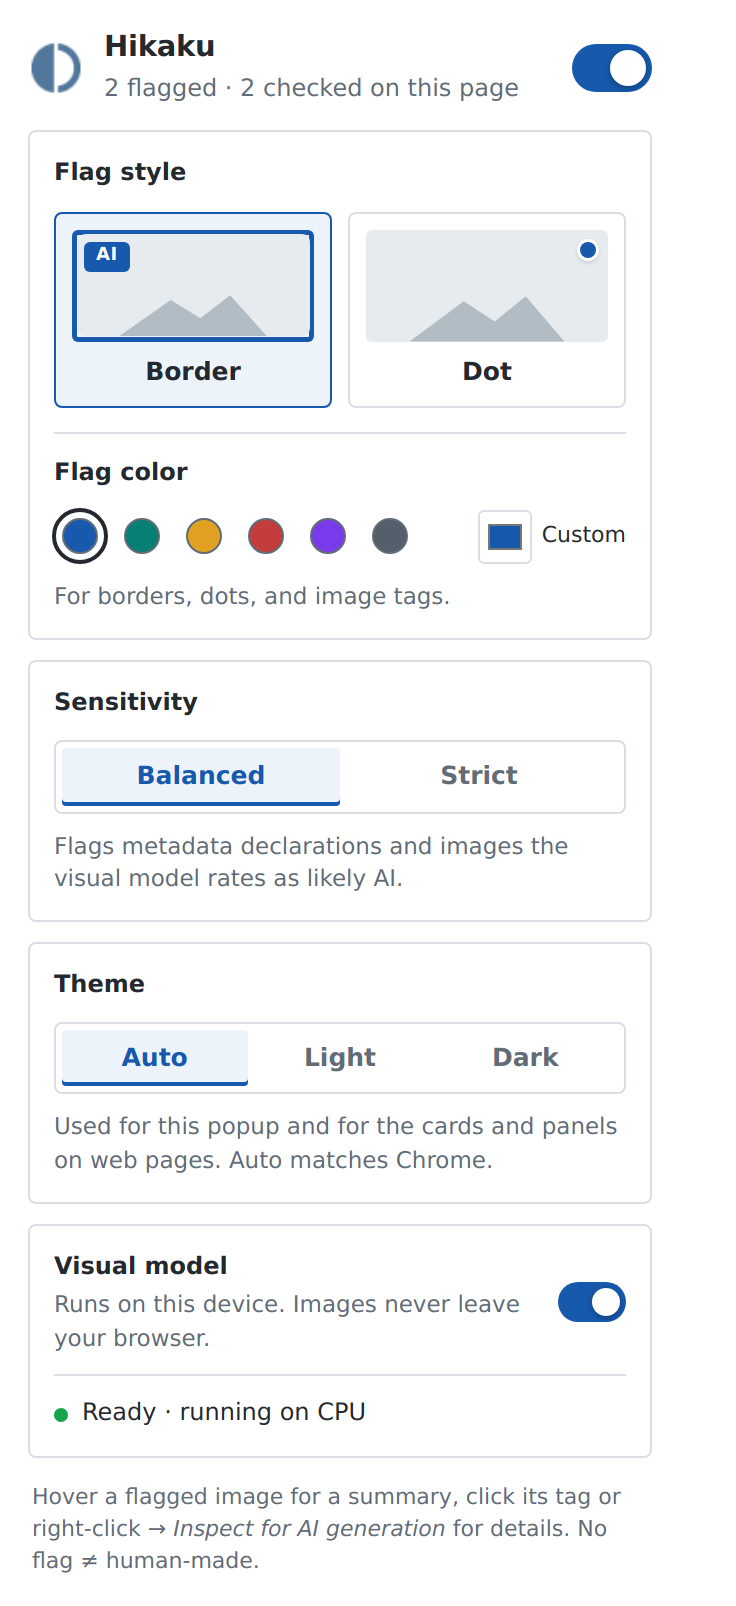 Hikaku
2 flagged · 2 checked on this page
Flag style
AI
Border
Dot
Flag color
Custom
For borders, dots, and image tags.
Sensitivity
Balanced
Strict
Flags metadata declarations and images the
visual model rates as likely AI.
Theme
Auto
Light
Dark
Used for this popup and for the cards and panels
on web pages. Auto matches Chrome.
Visual model
Runs on this device. Images never leave
your browser.
Ready · running on CPU
Hover a flagged image for a summary, click its tag or
right-click → Inspect for AI generation for details. No
flag ≠ human-made.